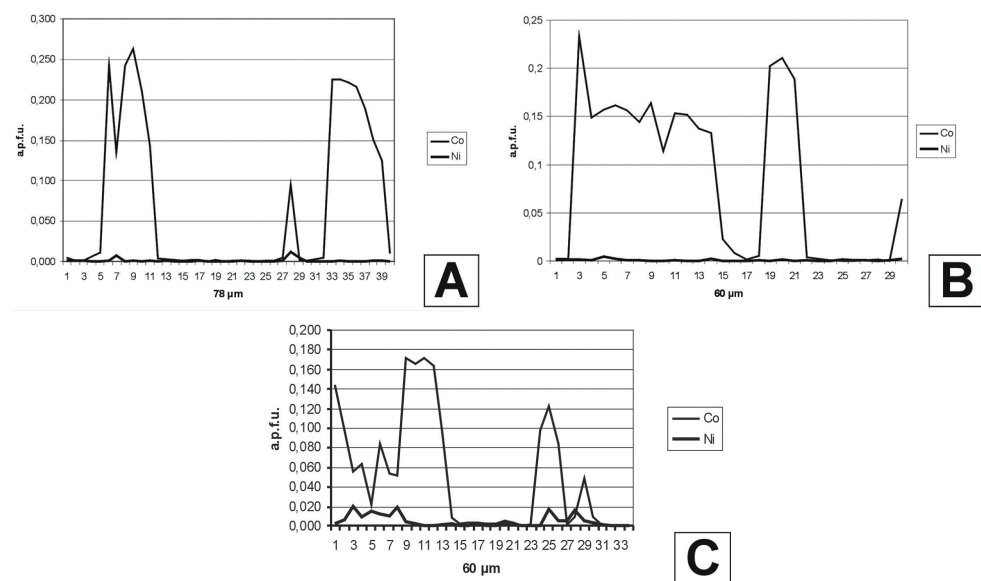 0,300
0,250
0,200
0,150
0,100
0,050
0,000
a.p.f.u.
1 3 5 7 9 11 13 15 17 19 21 23 25 27 29 31 33 35 37 39
78 µm
Co
Ni
A
0,25
0,2
0,15
0,1
0,05
0
a.p.f.u.
1 3 5 7 9 11 13 15 17 19 21 23 25 27 29
60 µm
Co
Ni
B
0,200
0,180
0,160
0,140
0,120
0,100
0,080
0,060
0,040
0,020
0,000
a.p.f.u.
1 3 5 7 9 11 13 15 17 19 21 23 25 27 29 31 33
60 µm
Co
Ni
C